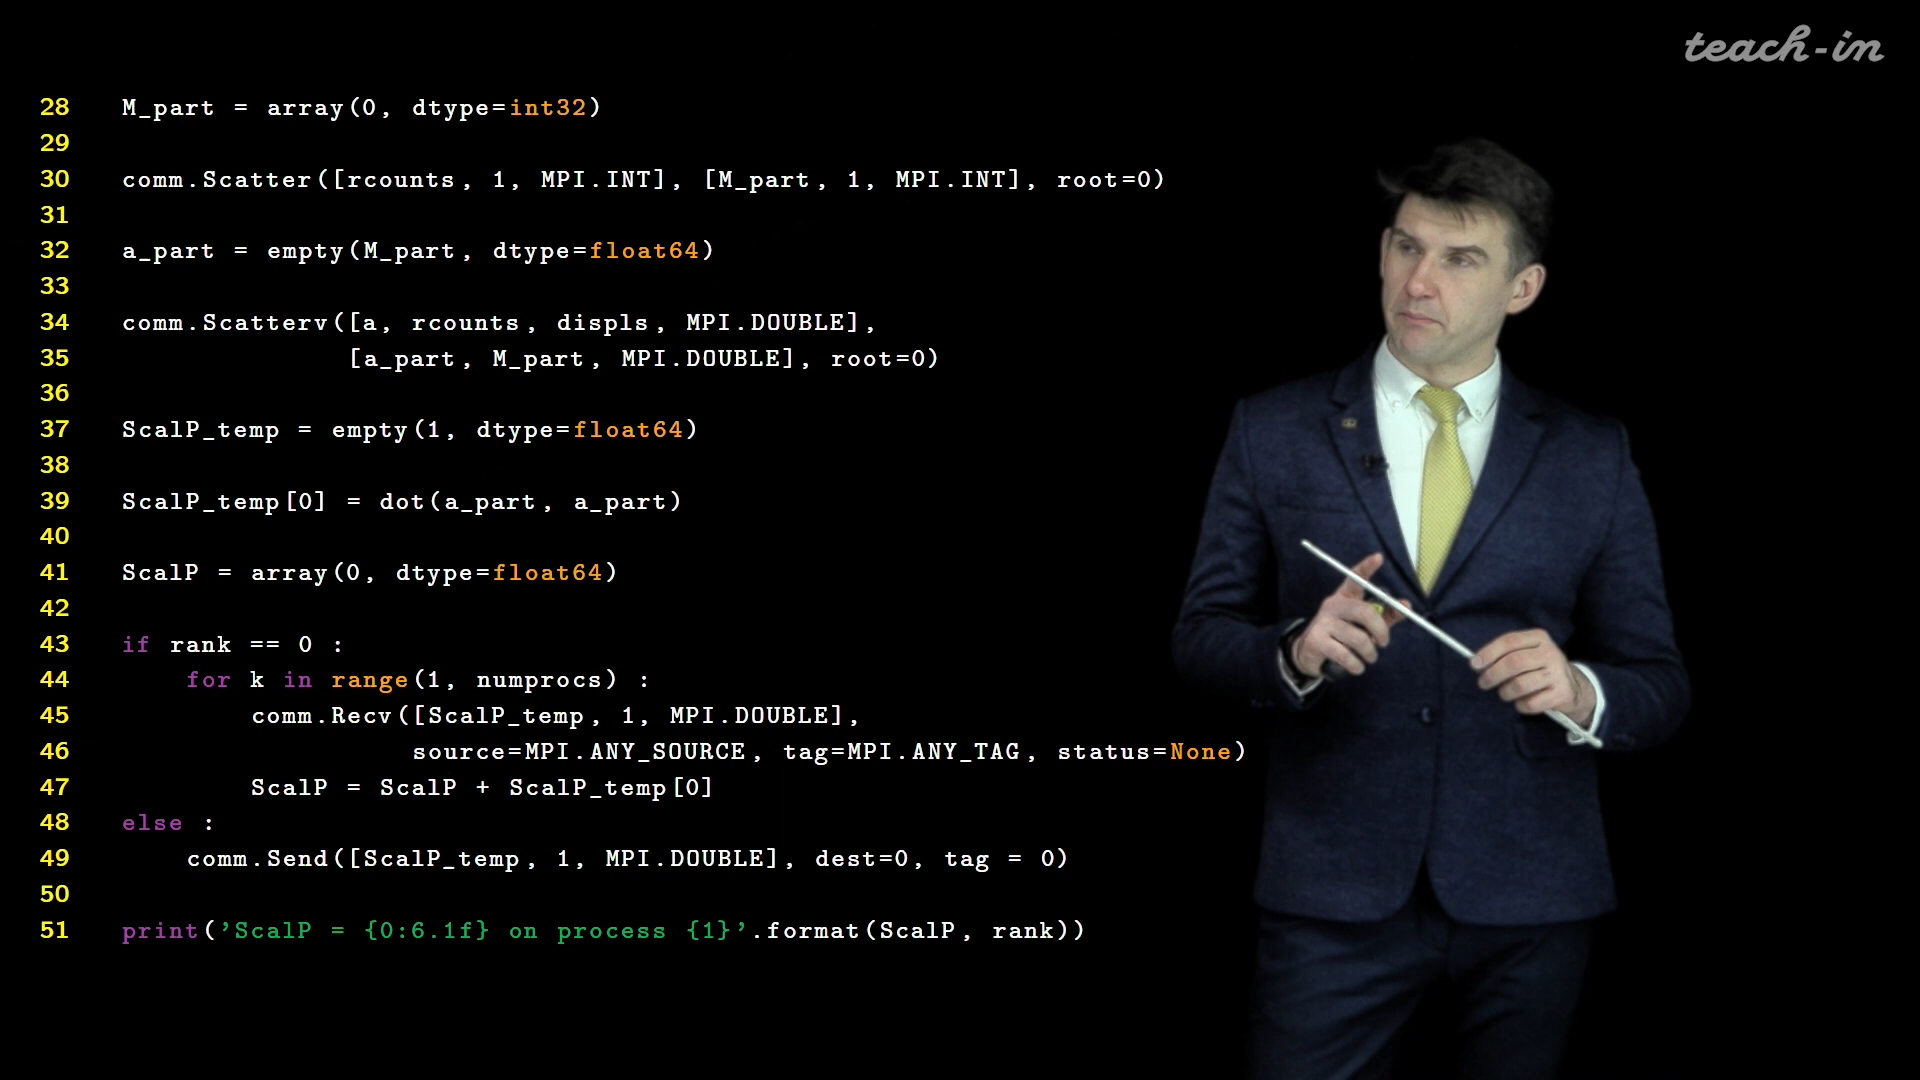 teach-in
28 M_part = array(0, dtype=int32)
29
30 comm.Scatter([rcounts, 1, MPI.INT], [M_part, 1, MPI.INT], root=0)
31
32 a_part = empty(M_part, dtype=float64)
33
34 comm.Scatterv([a, rcounts, displs, MPI.DOUBLE],
35 [a_part, M_part, MPI.DOUBLE], root=0)
36
37 ScalP_temp = empty(1, dtype=float64)
38
39 ScalP_temp[0] = dot(a_part, a_part)
40
41 ScalP = array(0, dtype=float64)
42
43 if rank == 0 :
44 for k in range(1, numprocs) :
45 comm.Recv([ScalP_temp, 1, MPI.DOUBLE],
46 source=MPI.ANY_SOURCE, tag=MPI.ANY_TAG, status=None)
47 ScalP = ScalP + ScalP_temp[0]
48 else :
49 comm.Send([ScalP_temp, 1, MPI.DOUBLE], dest=0, tag = 0)
50
51 print('ScalP = {0:6.1f} on process {1}'.format(ScalP, rank))